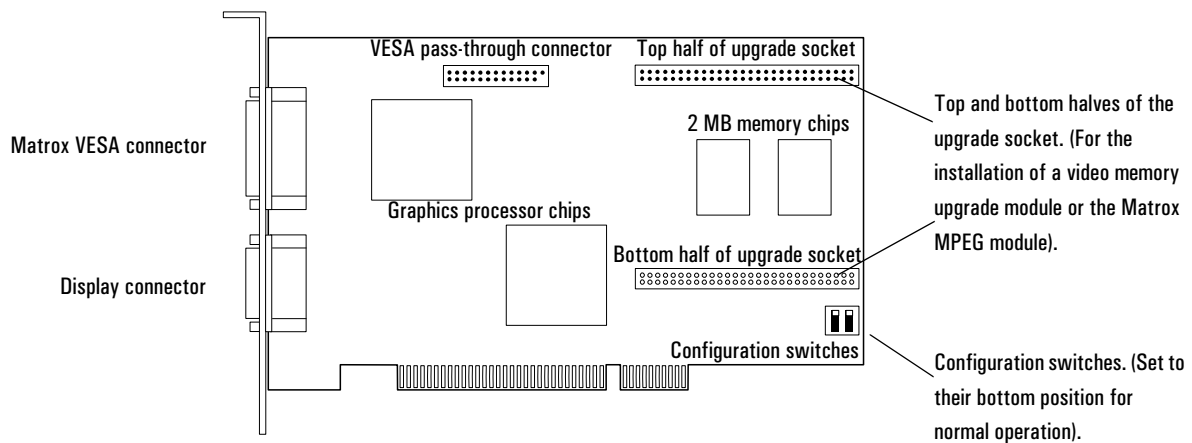 VESA pass-through connector
Top half of upgrade socket
Matrox VESA connector
2 MB memory chips
Top and bottom halves of the
upgrade socket. (For the
installation of a video memory
upgrade module or the Matrox
MPEG module).
Graphics processor chips
Bottom half of upgrade socket
Display connector
Configuration switches
Configuration switches. (Set to
their bottom position for
normal operation).